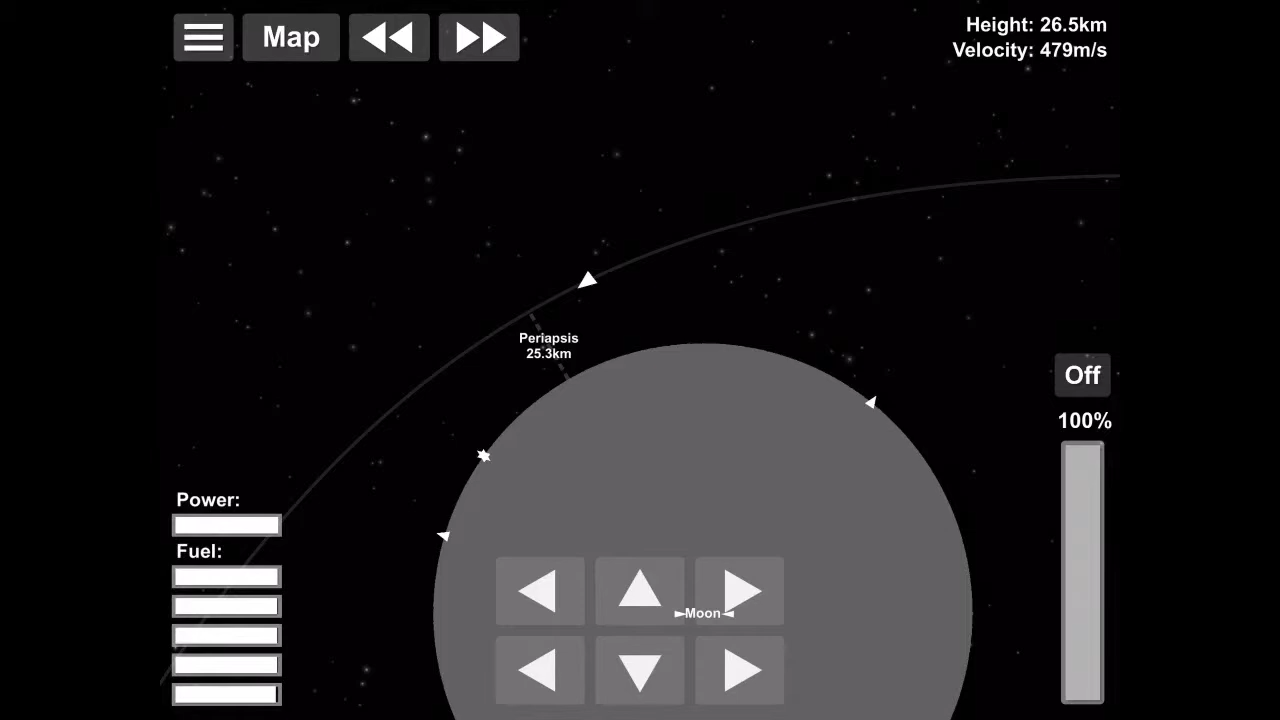 Map
Height: 26.5km
Velocity: 479m/s
Periapsis
25.3km
Off
100%
Power:
Fuel:
Moon